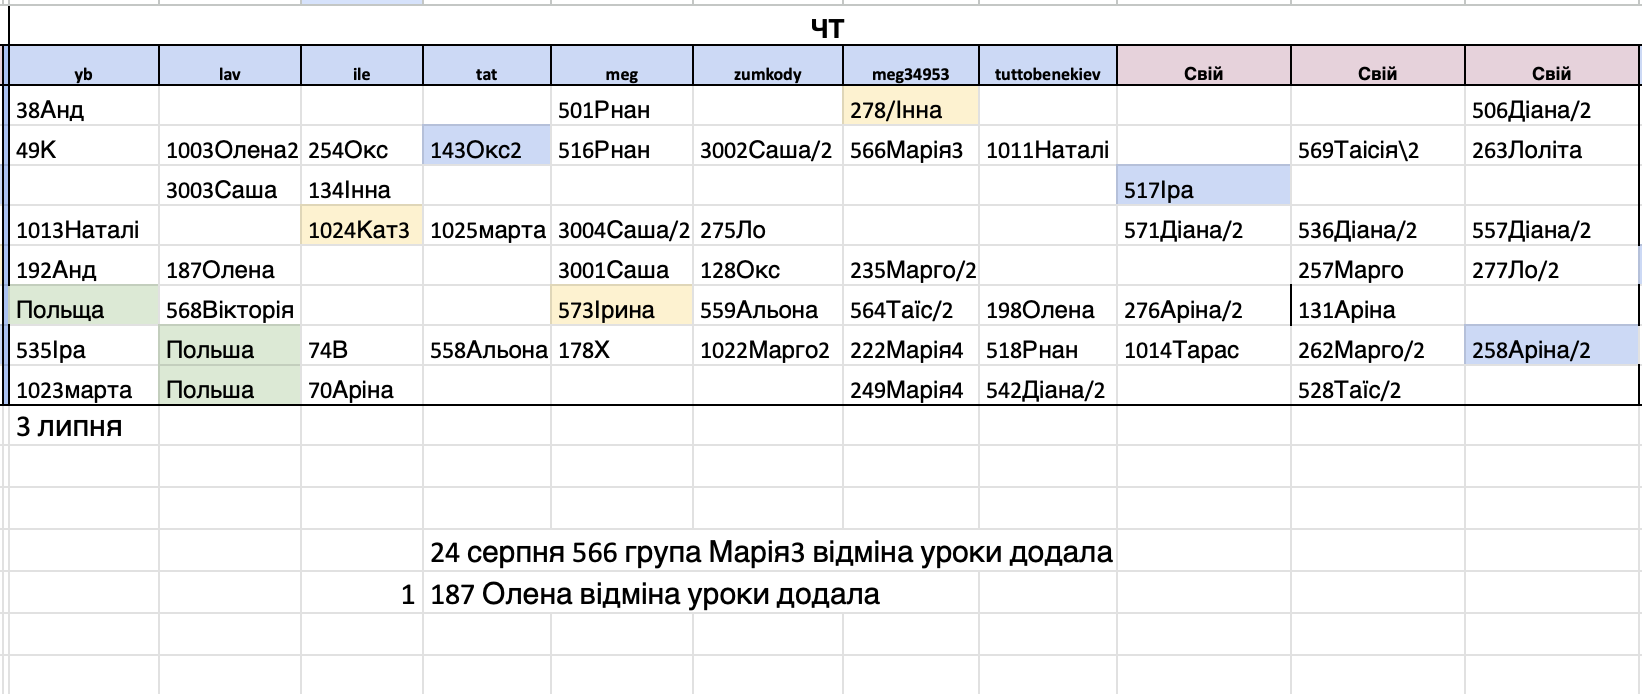 ЧТ
yb lav ile tat meg zumkody meg34953 tuttobenekiev Свій Свій Свій
38Анд 501Рнан 278/Інна 506Діана/2
49К 1003Олена2 254Окс 143Окс2 516Рнан 3002Саша/2 566Марія3 1011Наталі 569Таісія\2 263Лоліта
3003Саша 134Інна 517Іра
1013Наталі 1024Кат3 1025марта 3004Саша/2 275Ло 571Діана/2 536Діана/2 557Діана/2
192Анд 187Олена 3001Саша 128Окс 235Марго/2 257Марго 277Ло/2
Польща 568Вікторія 573Ірина 559Альона 564Таїс/2 198Олена 276Аріна/2 131Аріна
535Іра Польша 74В 558Альона 178Х 1022Марго2 222Марія4 518Рнан 1014Тарас 262Марго/2 258Аріна/2
1023марта Польша 70Аріна 249Марія4 542Діана/2 528Таїс/2
3 липня
24 серпня 566 група Марія3 відміна уроки додала
1 187 Олена відміна уроки додала